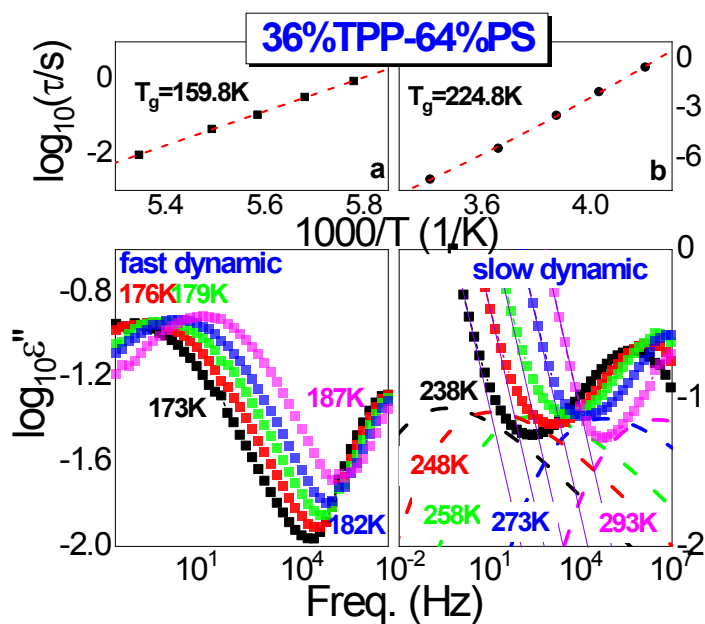 36%TPP-64%PS
log₁₀(τ/s)
0
-2
T_g=159.8K
a
T_g=224.8K
b
0
-3
-6
5.4 5.6 5.8 3.6 4.0
1000/T (1/K)
log₁₀ε"
-0.8
-1.2
-1.6
-2.0
fast dynamic
176K 179K
173K
187K
182K
slow dynamic
238K
248K
258K
273K
293K
0
-1
-2
10¹ 10⁴ 10⁻² 10¹ 10⁴ 10⁷
Freq. (Hz)